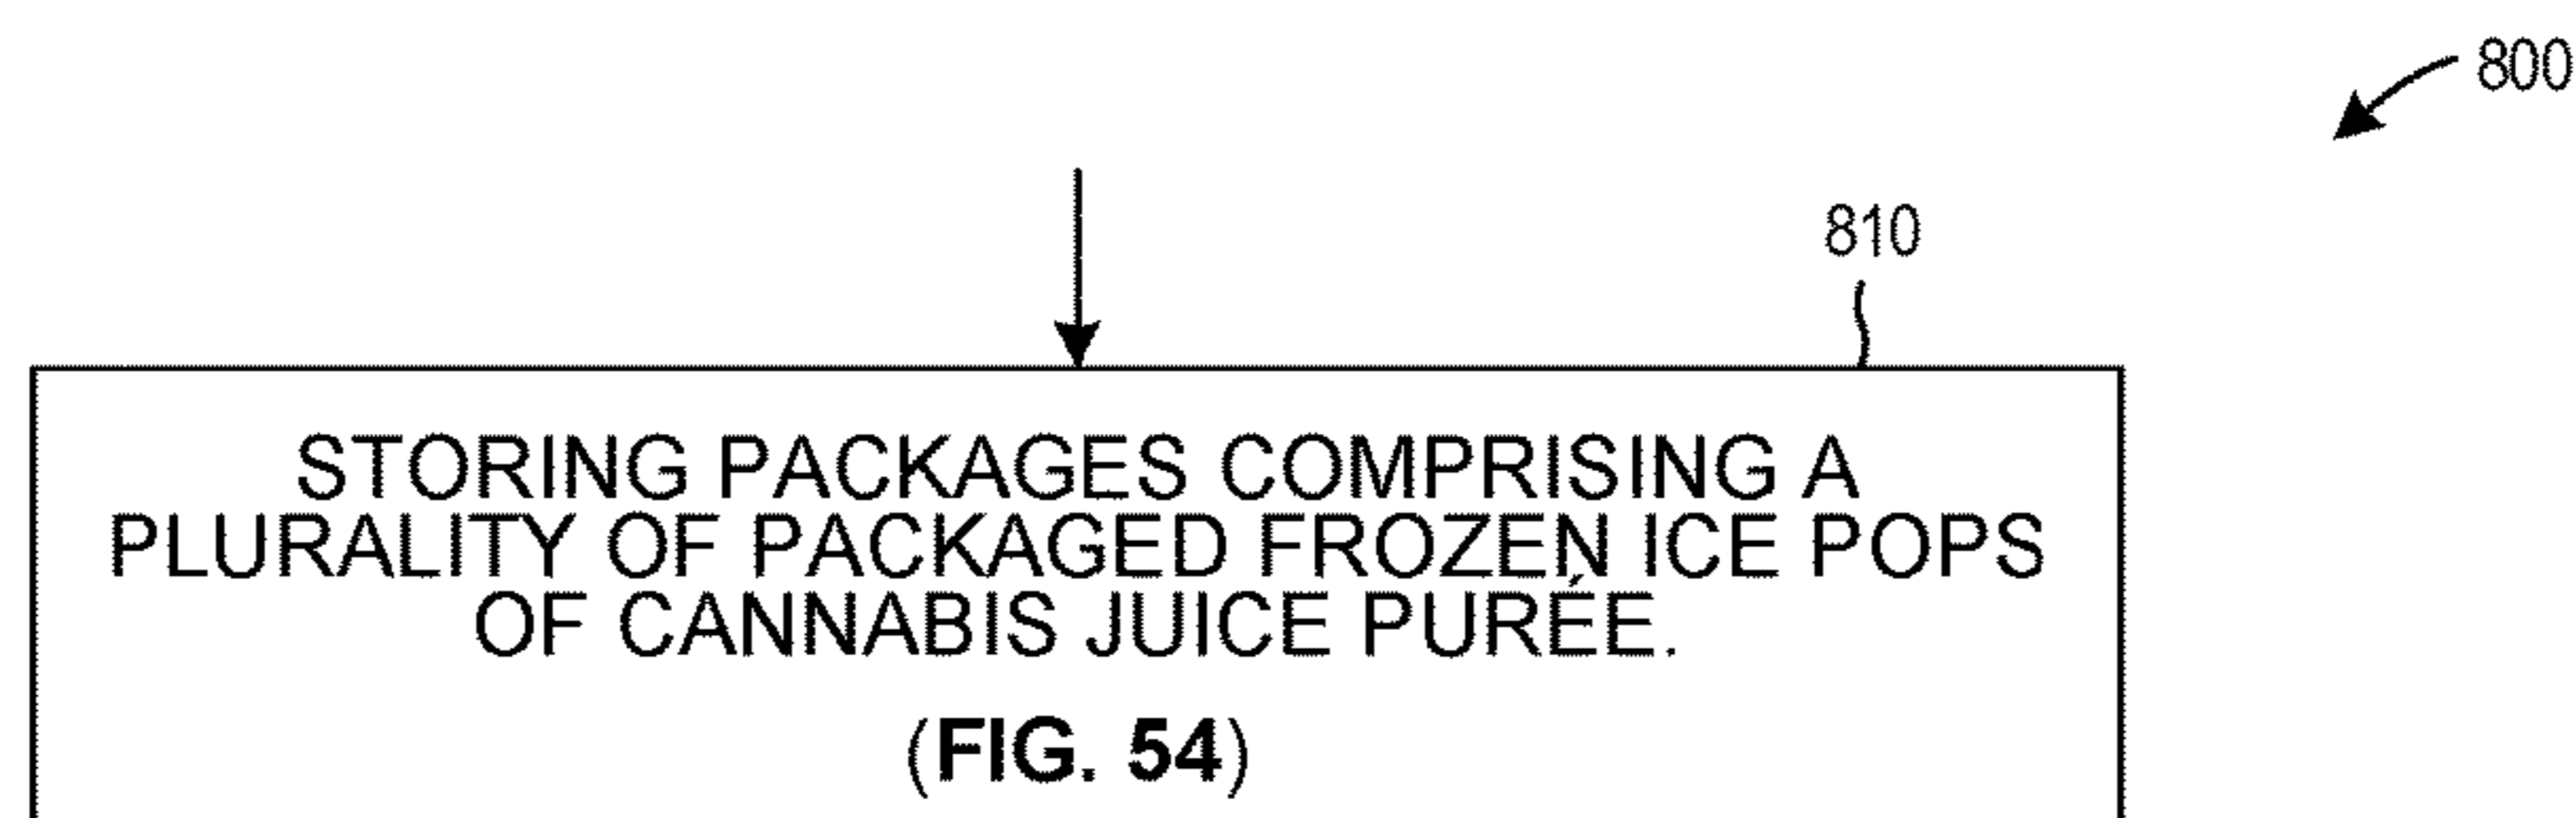 800
810
STORING PACKAGES COMPRISING A
PLURALITY OF PACKAGED FROZEN ICE POPS
OF CANNABIS JUICE PURÉE.
(FIG. 54)